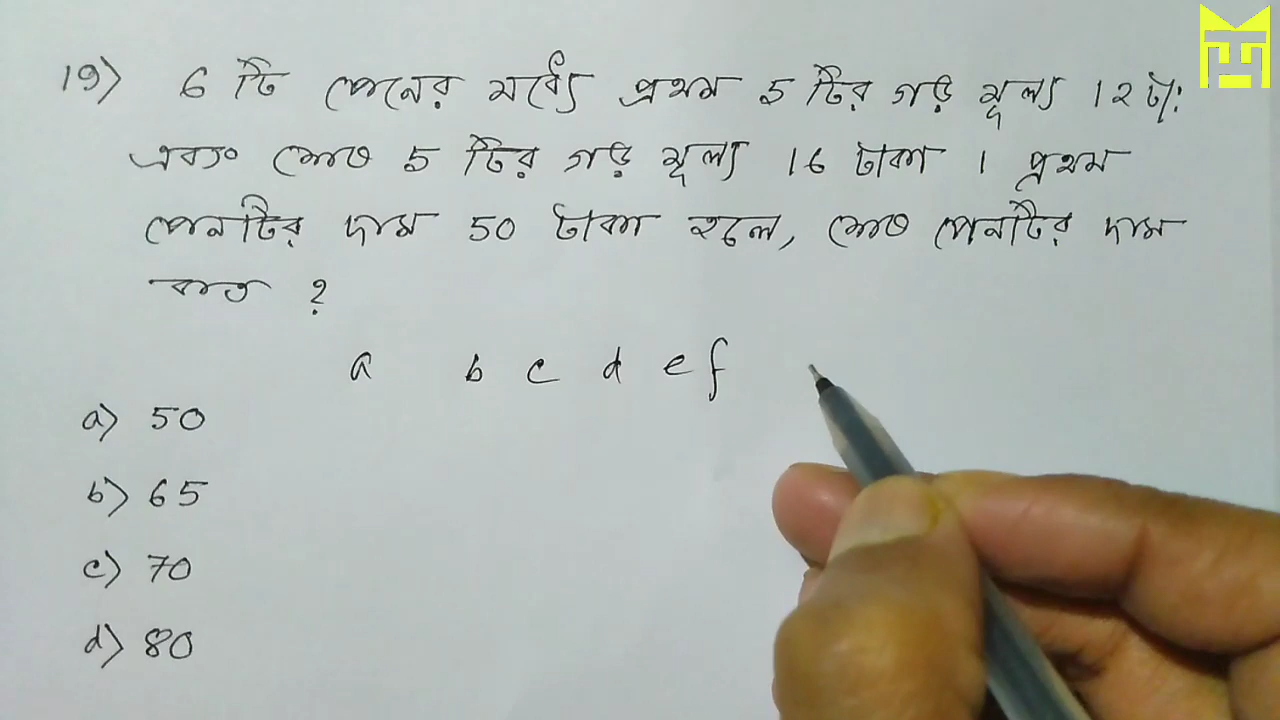 19) 6 টি পেনের মধ্যে প্রথম 5 টির গড় মূল্য 12 টা:
এবং শেষ 5 টির গড় মূল্য 16 টাকা । প্রথম
পেনটির দাম 50 টাকা হলে, শেষ পেনটির দাম
কত ?
a b c d e f
a) 50
b) 65
c) 70
d) 80